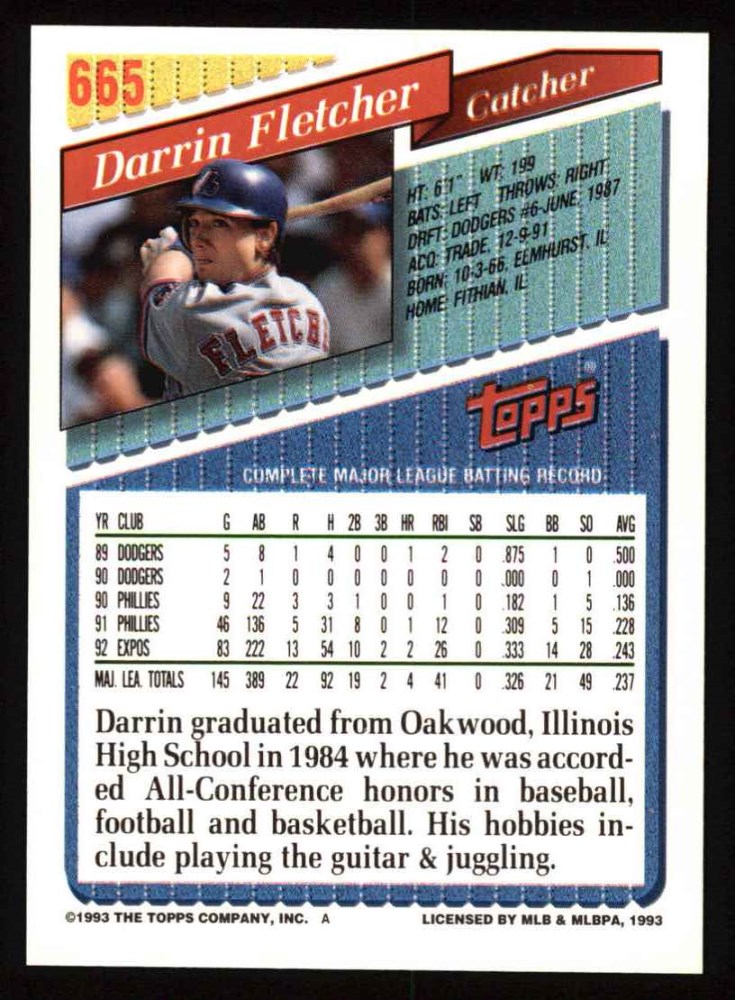 665
Darrin Fletcher
Catcher
HT: 6'1" WT: 199
BATS: LEFT THROWS: RIGHT
DRFT: DODGERS #6-JUNE, 1987
ACQ: TRADE, 12-9-91
BORN: 10-3-66, ELMHURST, IL
HOME: FITHIAN, IL
FLETCH
Topps®
COMPLETE MAJOR LEAGUE BATTING RECORD
YR CLUB G AB R H 2B 3B HR RBI SB SLG BB SO AVG
89 DODGERS 5 8 1 4 0 0 1 2 0 .875 1 0 .500
90 DODGERS 2 1 0 0 0 0 0 0 0 .000 0 1 .000
90 PHILLIES 9 22 3 3 1 0 0 1 0 .182 1 5 .136
91 PHILLIES 46 136 5 31 8 0 1 12 0 .309 5 15 .228
92 EXPOS 83 222 13 54 10 2 2 26 0 .333 14 28 .243
MAJ. LEA. TOTALS 145 389 22 92 19 2 4 41 0 .326 21 49 .237
Darrin graduated from Oakwood, Illinois
High School in 1984 where he was accord-
ed All-Conference honors in baseball,
football and basketball. His hobbies in-
clude playing the guitar & juggling.
©1993 THE TOPPS COMPANY, INC. A LICENSED BY MLB & MLBPA, 1993